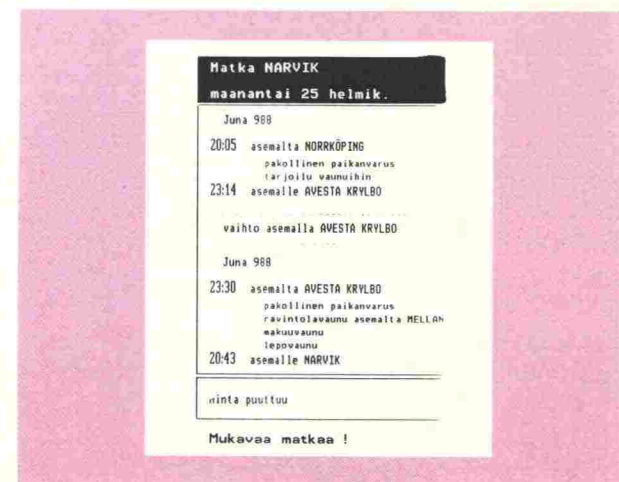 Matka NARVIK
maanantai 25 helmik.
Juna 988
20:05 asemalta NORRKÖPING
pakollinen paikanvaraus
tarjoilu vaunuihin
23:14 asemalle AVESTA KRYLBO
vaihto asemalla AVESTA KRYLBO
Juna 988
23:30 asemalta AVESTA KRYLBO
pakollinen paikanvarus
ravintolavaunu asemalta MELLAN
makuuvaunu
lepovaunu
20:43 asemalle NARVIK
hinta puuttuu
Mukavaa matkaa !